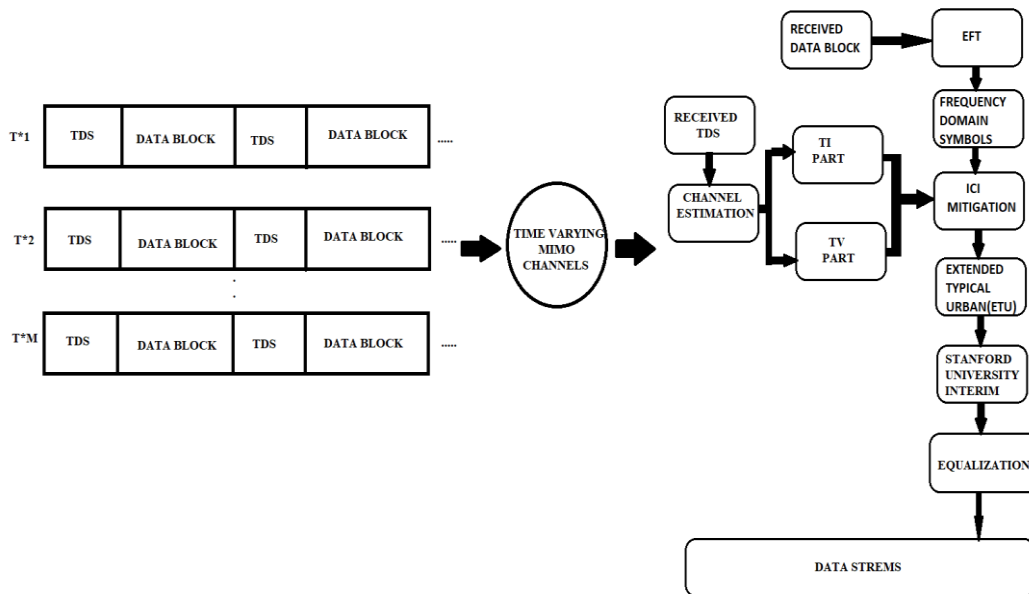 T*1
TDS
DATA BLOCK
TDS
DATA BLOCK
.....
T*2
TDS
DATA BLOCK
TDS
DATA BLOCK
.....
:
T*M
TDS
DATA BLOCK
TDS
DATA BLOCK
.....
TIME VARYING
MIMO
CHANNELS
RECEIVED
TDS
CHANNEL
ESTIMATION
TI
PART
TV
PART
RECEIVED
DATA BLOCK
EFT
FREQUENCY
DOMAIN
SYMBOLS
ICI
MITIGATION
EXTENDED
TYPICAL
URBAN(ETU)
STANFORD
UNIVERSITY
INTERIM
EQUALIZATION
DATA STREMS